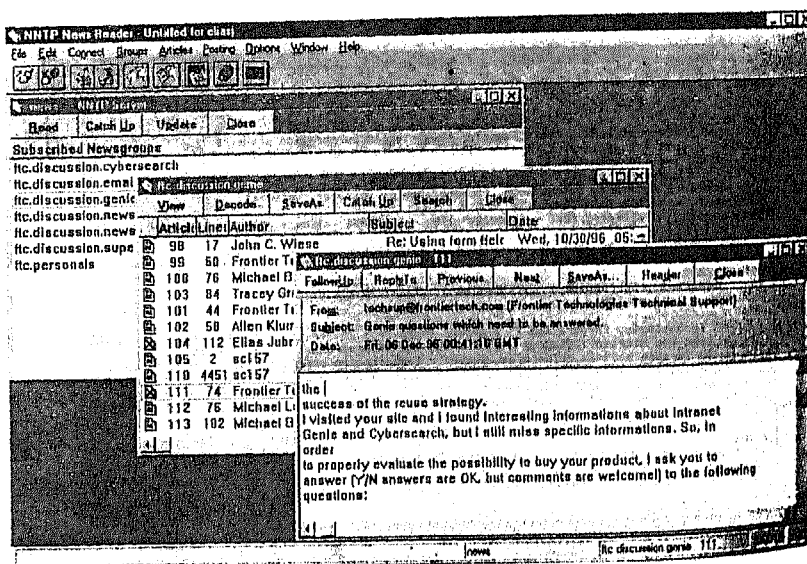 NNTP News Reader - Untitled (or alias)
File Edit Connect Groups Articles Posting Options Window Help
NNTP Server
Read Catch Up Update Close
Subscribed Newsgroups
ftc.discussion.cybersearch
ftc.discussion.emai
ftc.discussion.genie
ftc.discussion.news
ftc.discussion.news
ftc.discussion.supe
ftc.personals
ftc.discussion.genie
View Decode SaveAs Catch Up Search Close
Article Lines Author Subject Date
98 17 John C. Wiese Re: Using form field Wed, 10/30/96 05:
99 60 Frontier Te
100 76 Michael B
103 84 Tracey Gri
101 44 Frontier Te
102 50 Allen
104 112 Elias
105 2 sci57
110 4451 sci57
111 74 Frontier Te
112 76 Michael L
113 102 Michael B
ftc.discussion.genie 111
FollowUp ReplyTo Previous Next SaveAs... Header Close
From: techsup@frontiertech.com (Frontier Technologies Technical Support)
Subject: Genie questions which need to be answered.
Date: Fri, 06 Dec 96 00:41:10 GMT
the
success of the reuse strategy.
I visited your site and I found interesting informations about Intranet
Genie and Cybersearch, but I still miss specific informations. So, in
order
to properly evaluate the possibility to buy your product, I ask you to
answer (Y/N answers are OK, but comments are welcome!) to the following
questions:
news ftc discussion genie 111